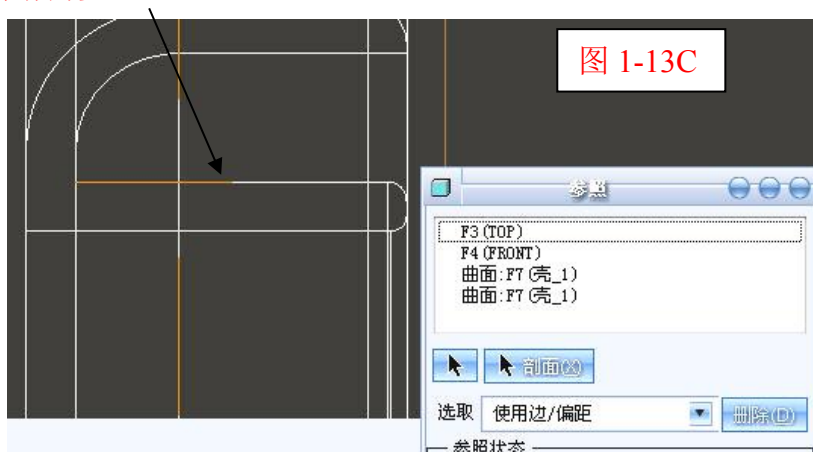 图 1-13C
参照
F3(TOP)
F4(FRONT)
曲面:F7(壳_1)
曲面:F7(壳_1)
剖面(X)
选取 使用边/偏距 删除(D)
参照状态